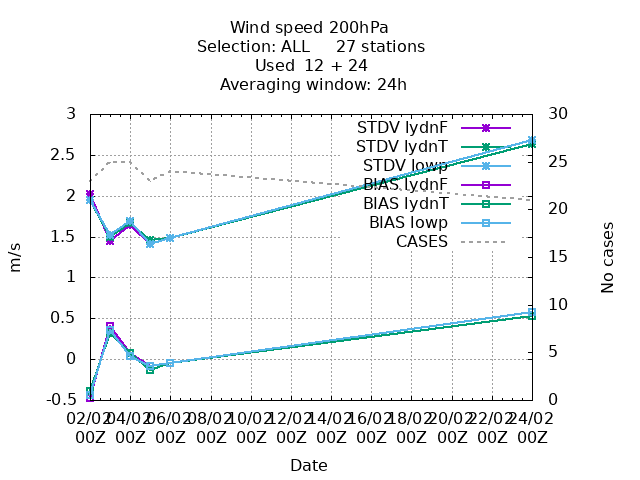 Wind speed 200hPa
Selection: ALL 27 stations
Used 12 + 24
Averaging window: 24h
3
2.5
2
1.5
1
0.5
0
-0.5
30
25
20
15
10
5
0
m/s
No cases
STDV lydnF
STDV lydnT
STDV lowp
BIAS lydnF
BIAS lydnT
BIAS lowp
CASES
02/02 04/02 06/02 08/02 10/02 12/02 14/02 16/02 18/02 20/02 22/02 24/02
00Z 00Z 00Z 00Z 00Z 00Z 00Z 00Z 00Z 00Z 00Z 00Z
Date